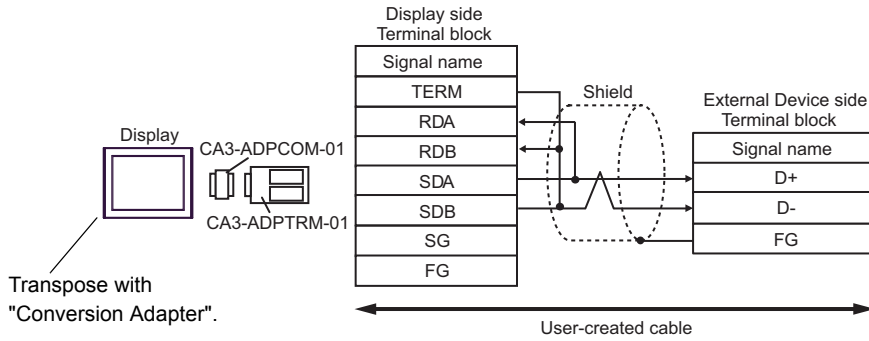 Display side
Terminal block
Signal name
TERM
RDA
RDB
SDA
SDB
SG
FG
Shield
External Device side
Terminal block
Signal name
D+
D-
FG
Display
CA3-ADPCOM-01
CA3-ADPTRM-01
Transpose with
"Conversion Adapter".
User-created cable